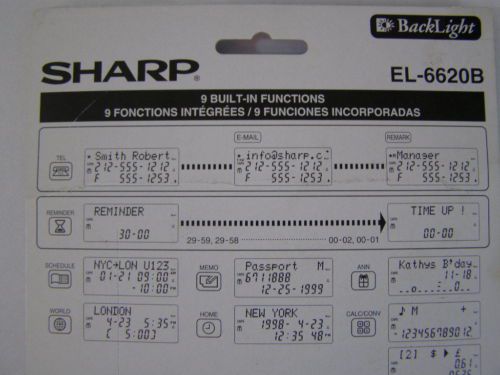 BackLight
SHARP®
EL-6620B
9 BUILT-IN FUNCTIONS
9 FONCTIONS INTÉGRÉES / 9 FUNCIONES INCORPORADAS
E-MAIL REMARK
TEL Smith Robert info@sharp.c **Manager
212-555-1212 212-555-1212 212-555-1212
F 555-1253 F 555-1253 F 555-1253
REMINDER REMINDER TIME UP !
30-00 00-00
29-59, 29-58 00-02, 00-01
SCHEDULE NYC→LON U123 MEMO Passport M ANN Kathys B'day
01-21 09:00 6711888 11-18
-10:00 12-25-1999
WORLD LONDON HOME NEW YORK CALC/CONV M +
4-23 5:35 1998- 4-23 -123456789012.
[ 5:00] 12:35 48
[2] $ ► £
0.61